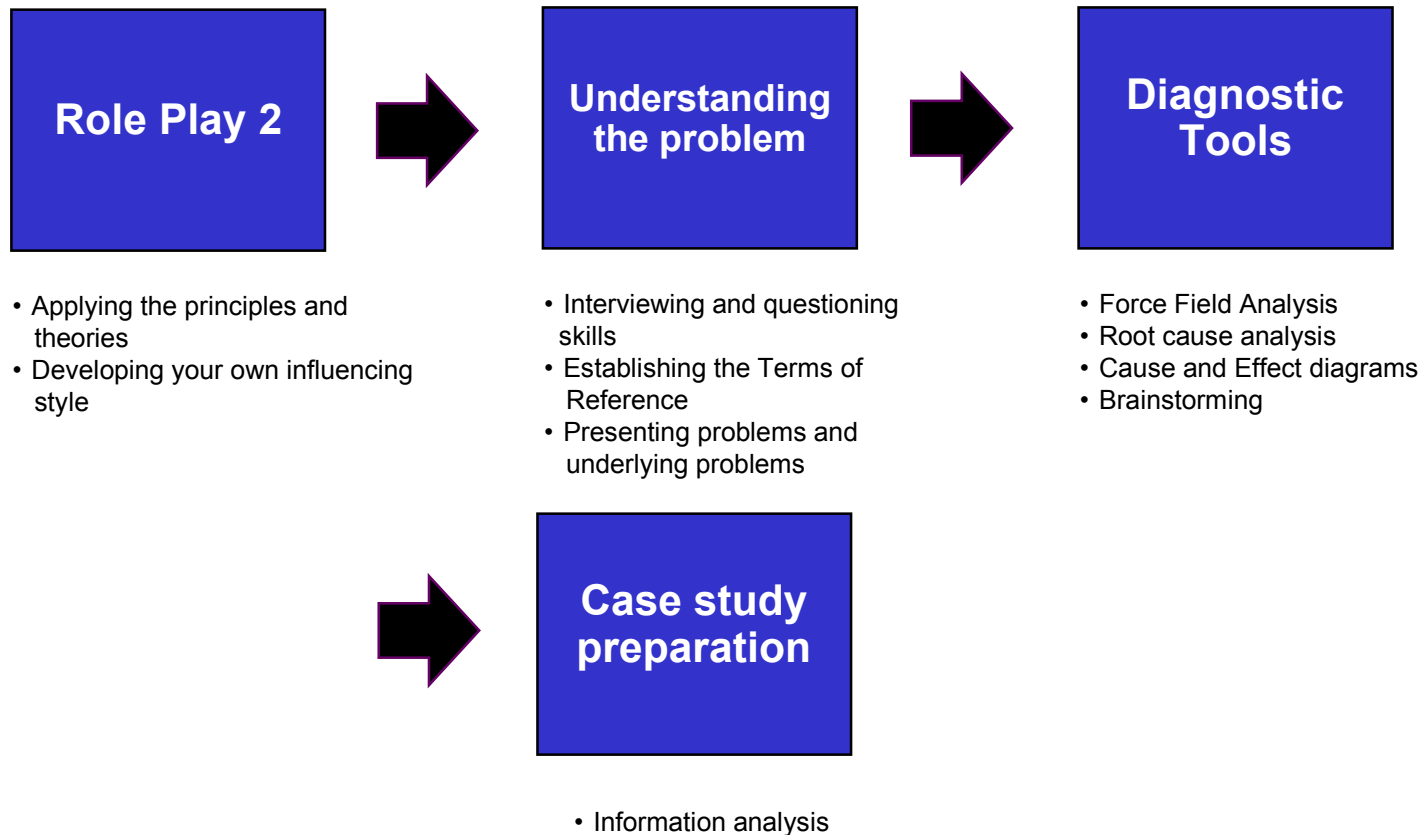 Role Play 2
• Applying the principles and
theories
• Developing your own influencing
style
Understanding
the problem
• Interviewing and questioning
skills
• Establishing the Terms of
Reference
• Presenting problems and
underlying problems
Diagnostic
Tools
• Force Field Analysis
• Root cause analysis
• Cause and Effect diagrams
• Brainstorming
Case study
preparation
• Information analysis